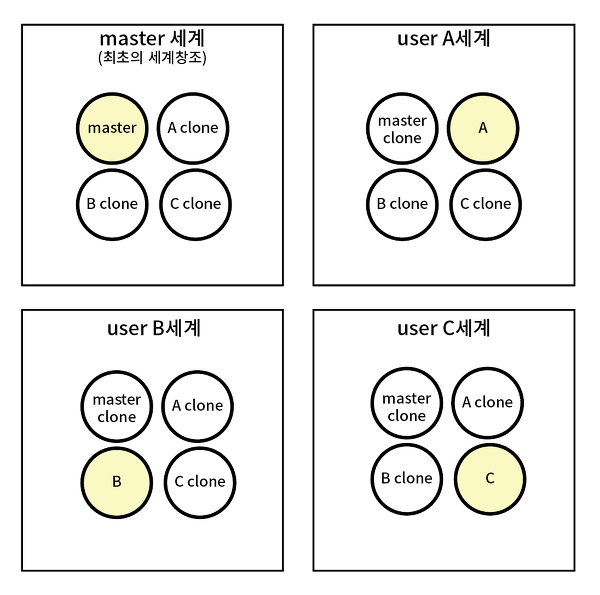 master 세계
(최초의 세계창조)
master
A clone
B clone
C clone
user A세계
master
clone
A
B clone
C clone
user B세계
master
clone
A clone
B
C clone
user C세계
master
clone
A clone
B clone
C